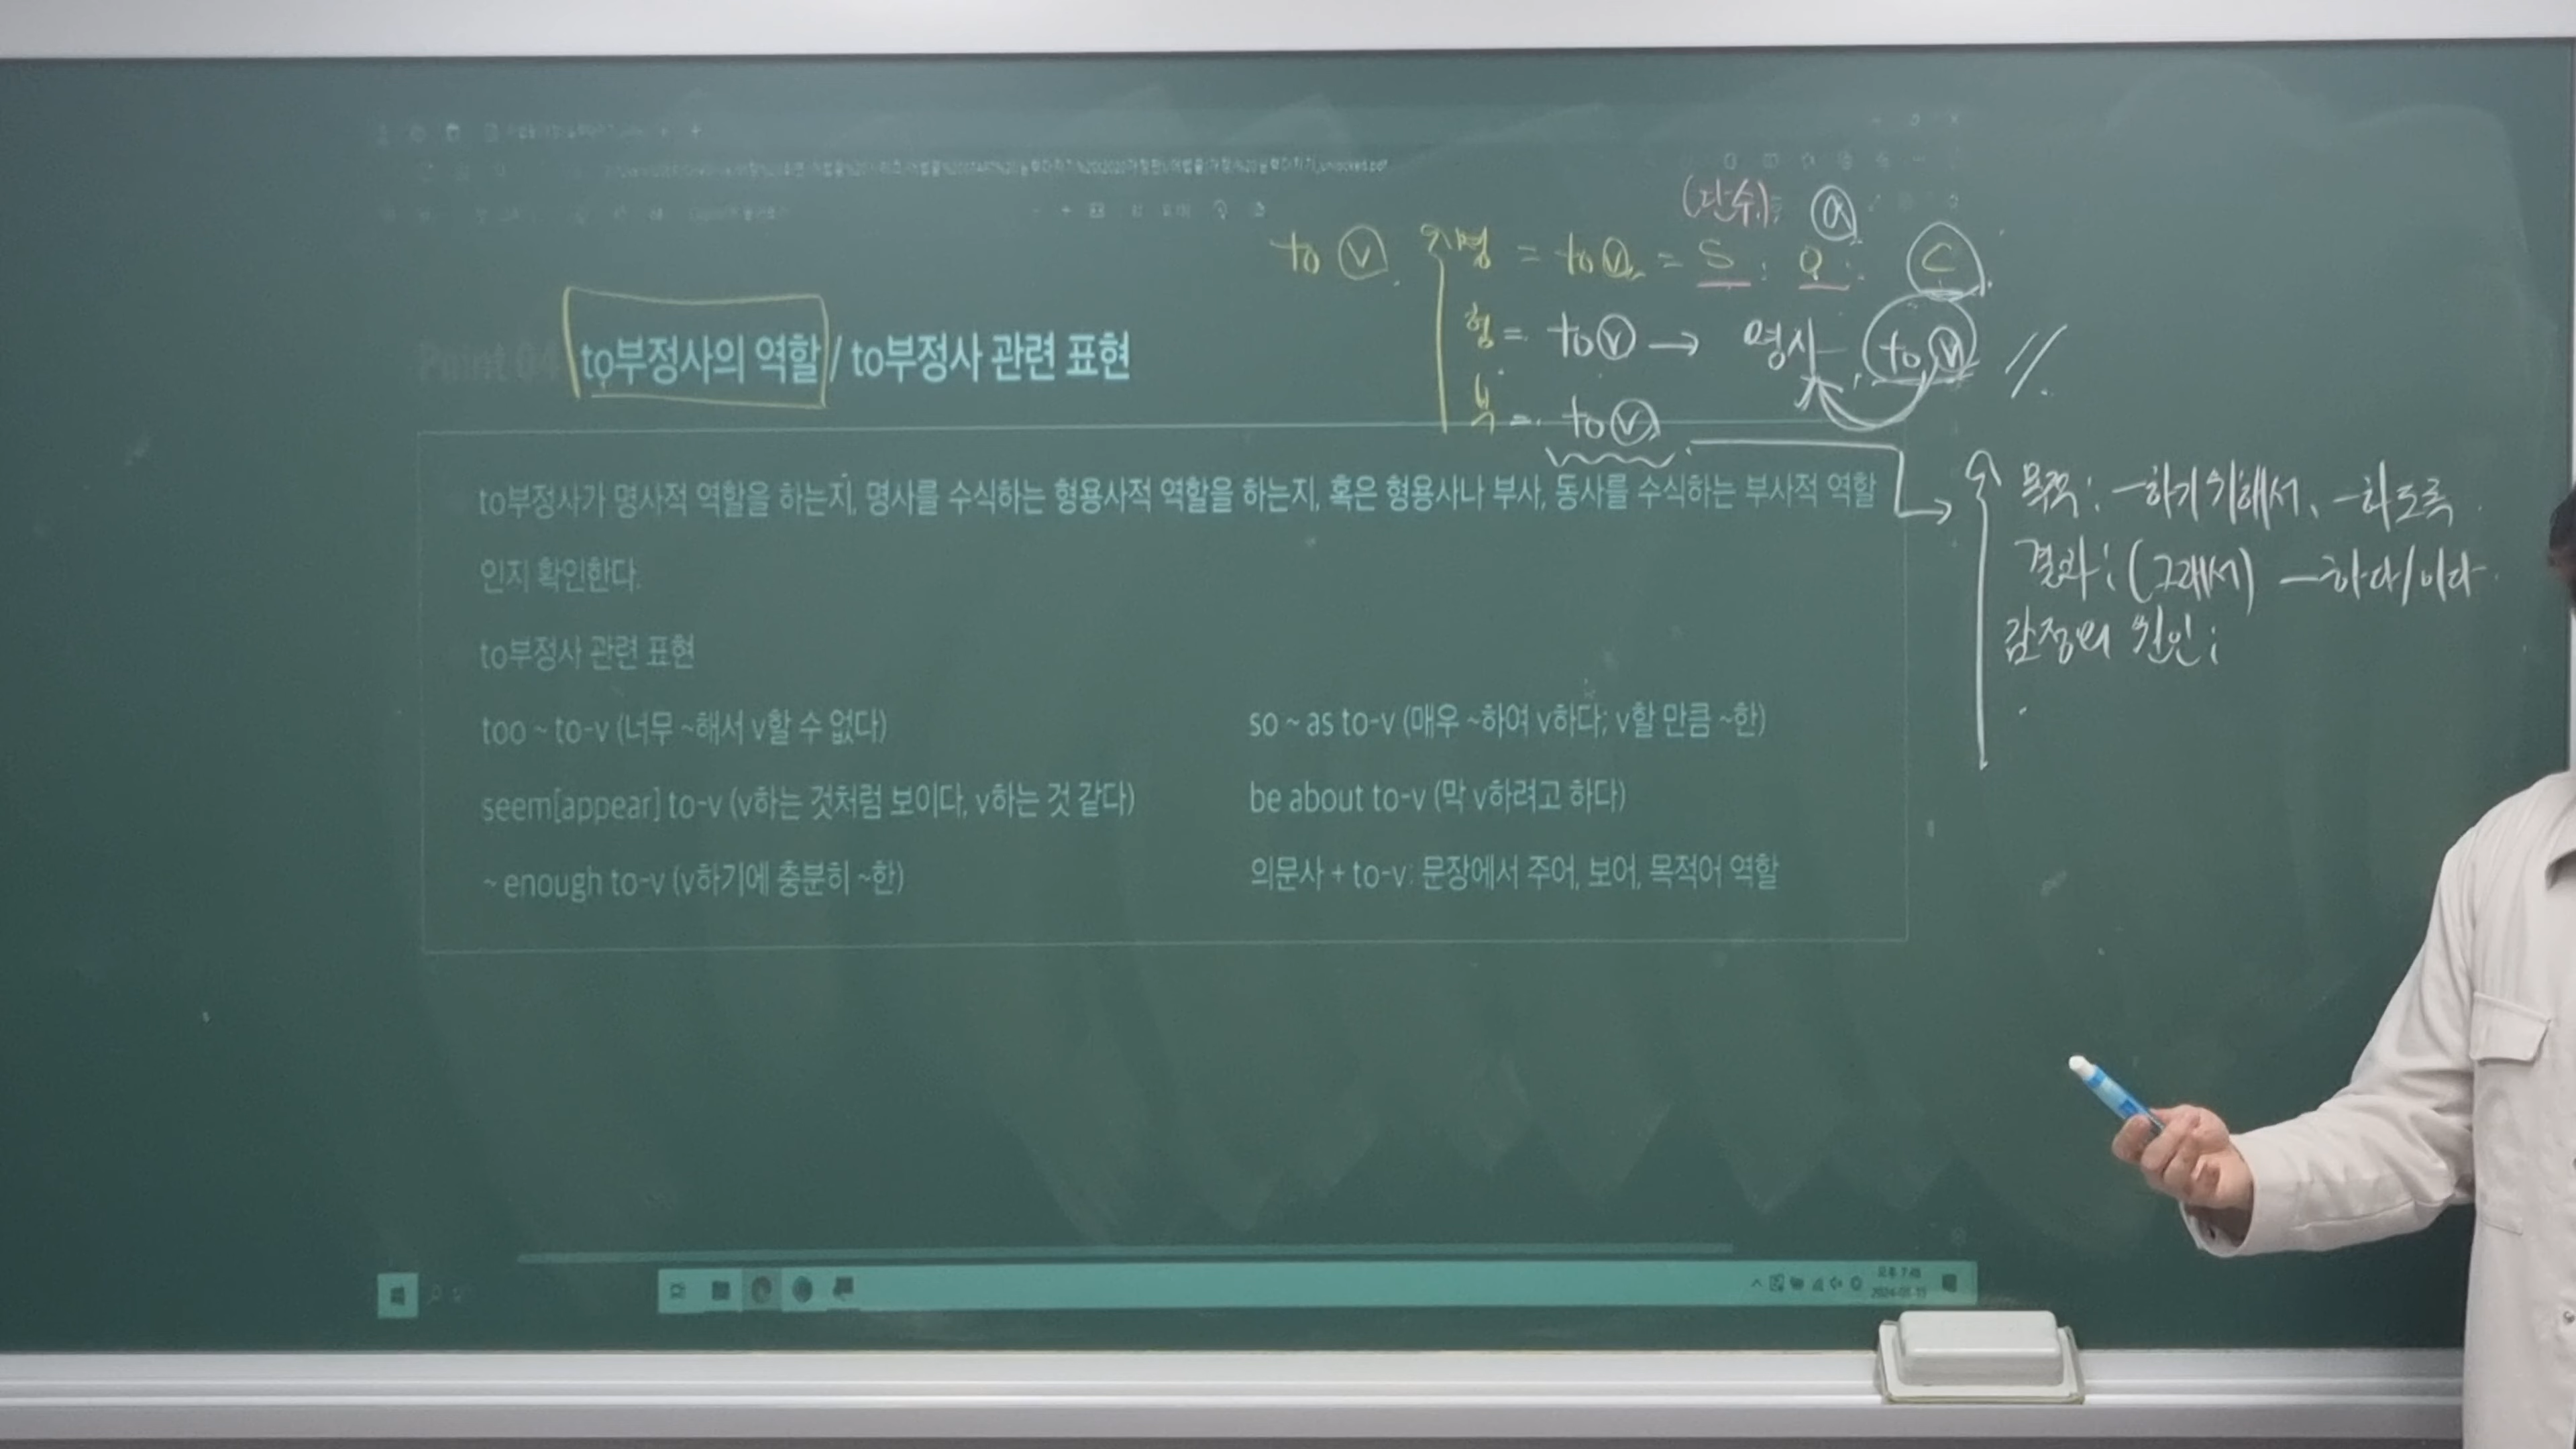 (단수) ⓐ
to ⓥ 명 = to ⓥ = S O C
형 = to ⓥ → 명사 to ⓥ
부 = to ⓥ
Point 04 to부정사의 역할 / to부정사 관련 표현
to부정사가 명사적 역할을 하는지, 명사를 수식하는 형용사적 역할을 하는지, 혹은 형용사나 부사, 동사를 수식하는 부사적 역할
인지 확인한다.
to부정사 관련 표현
too ~ to-v (너무 ~해서 v할 수 없다)
so ~ as to-v (매우 ~하여 v하다; v할 만큼 ~한)
seem[appear] to-v (v하는 것처럼 보이다, v하는 것 같다)
be about to-v (막 v하려고 하다)
~ enough to-v (v하기에 충분히 ~한)
의문사 + to-v: 문장에서 주어, 보어, 목적어 역할
목적: ~하기 위해서, ~하도록
결과: (그래서) ~하다/이다
감정의 원인: